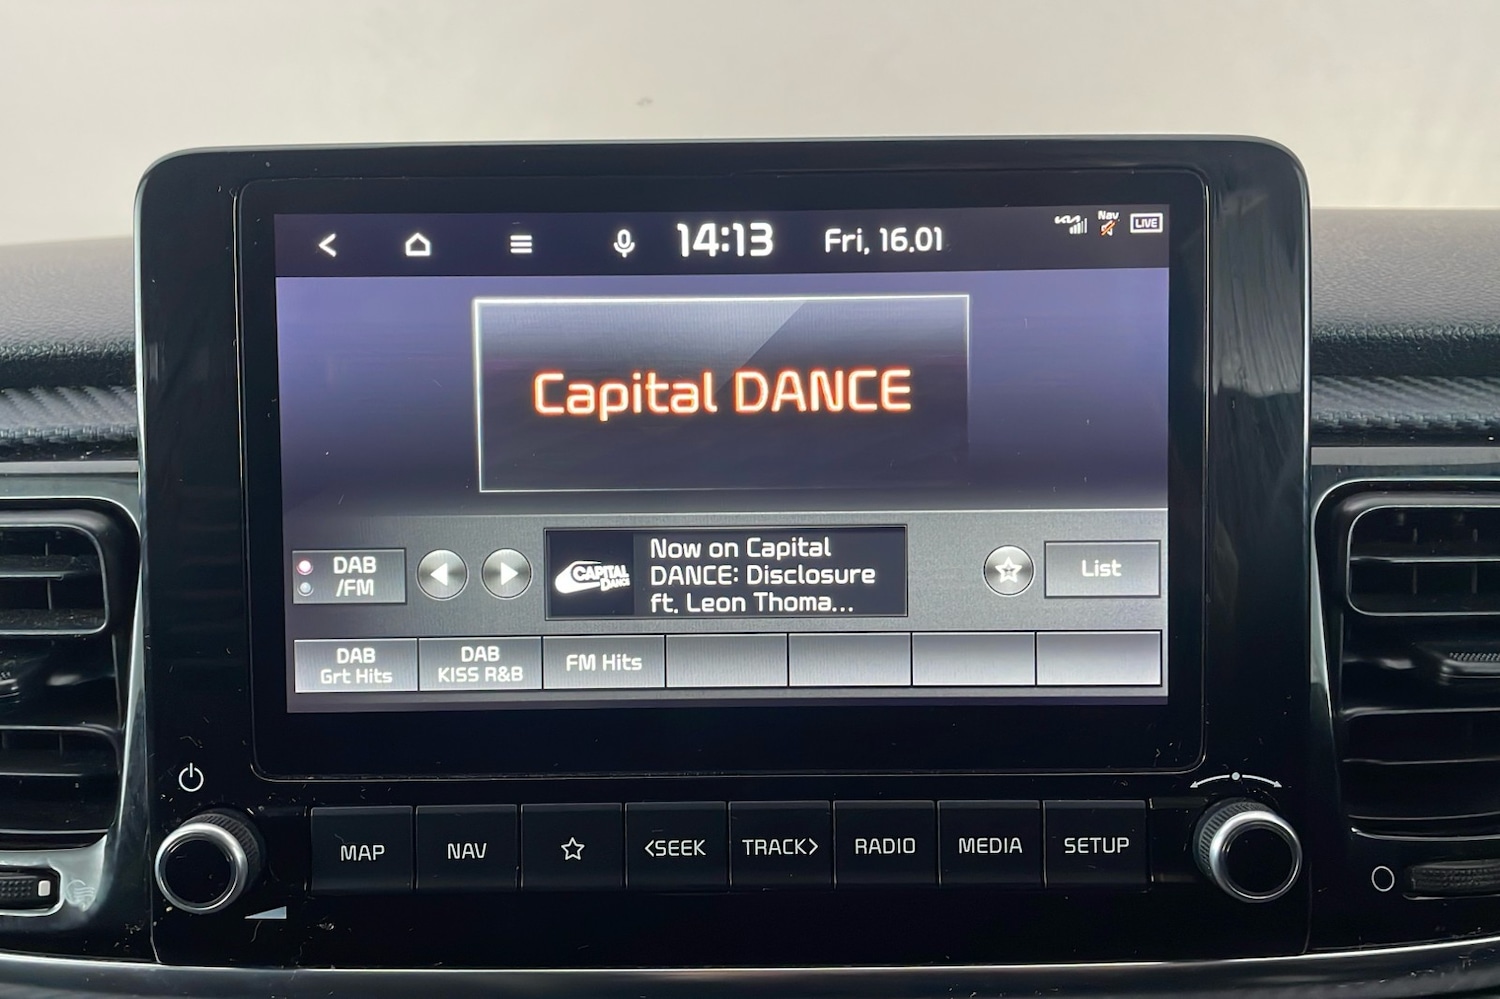 14:13 Fri, 16.01 Nav LIVE
Capital DANCE
DAB
/FM
CAPITAL
DANCE
Now on Capital
DANCE: Disclosure
ft. Leon Thoma...
List
DAB
Grt Hits
DAB
KISS R&B
FM Hits
MAP NAV <SEEK TRACK> RADIO MEDIA SETUP